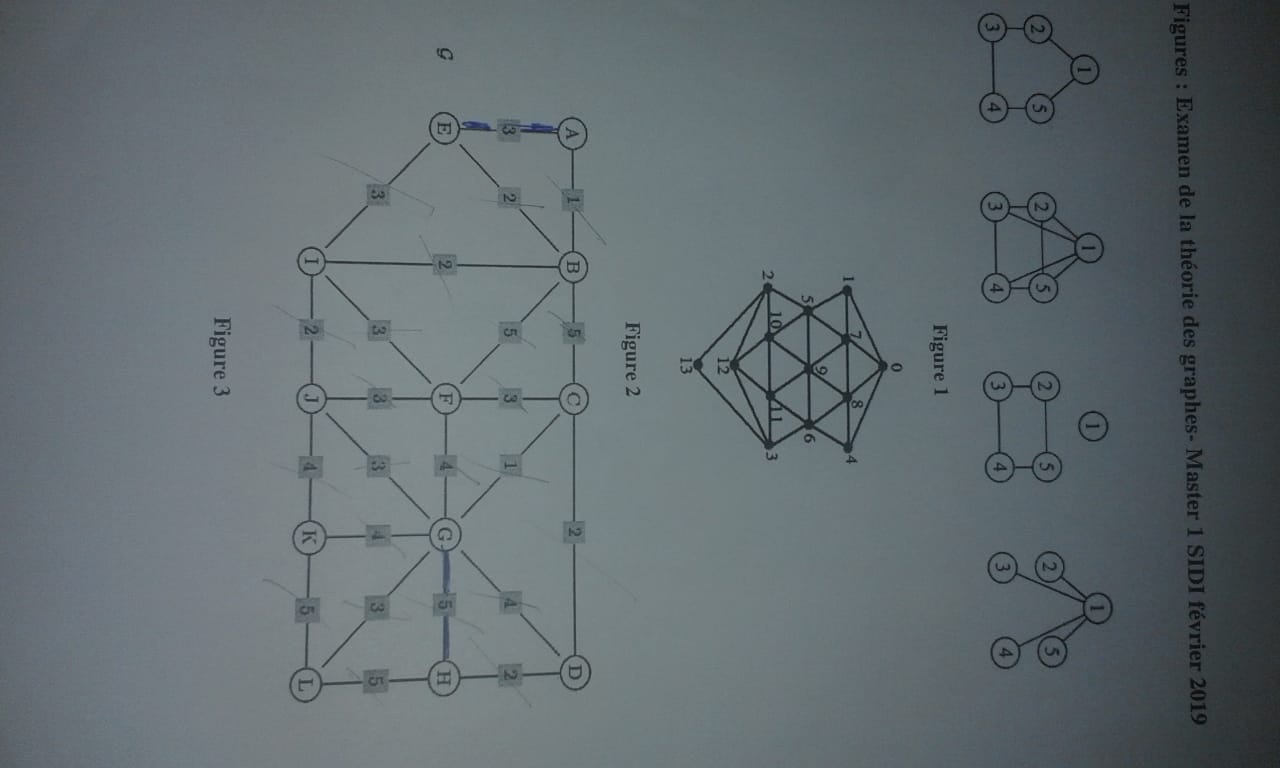 Figures : Examen de la théorie des graphes- Master 1 SIDI février 2019
1 1 1 1
2 5 2 5 2 5 2 5
3 4 3 4 3 4 3 4
Figure 1
0
1 7 8 4
5 9 6
2 10 11 3
12
13
Figure 2
A 1 B 5 C 2 D
3 2 5 3 1 4 2
𝒢 E 2 F 4 G 5 H
3 3 3 3 4 3 5
I 2 J 4 K 5 L
Figure 3